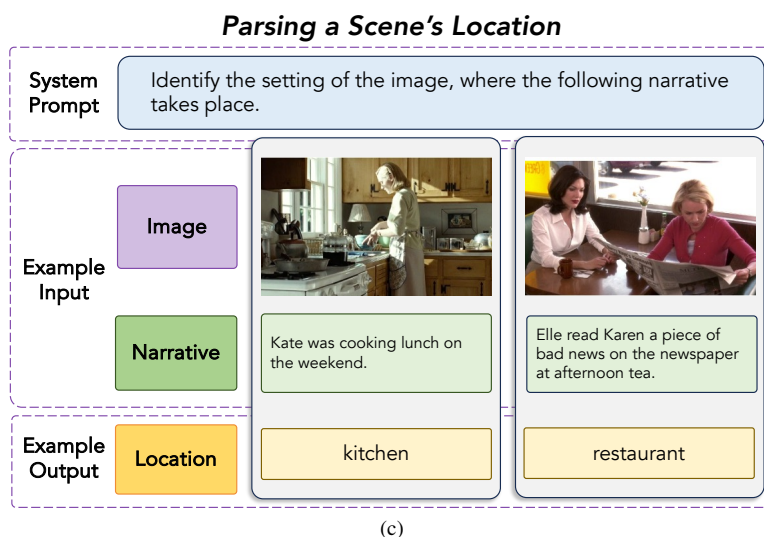 Parsing a Scene's Location
System
Prompt
Identify the setting of the image, where the following narrative
takes place.
Example
Input
Image
Narrative
Kate was cooking lunch on
the weekend.
Elle read Karen a piece of
bad news on the newspaper
at afternoon tea.
Example
Output
Location
kitchen
restaurant
(c)